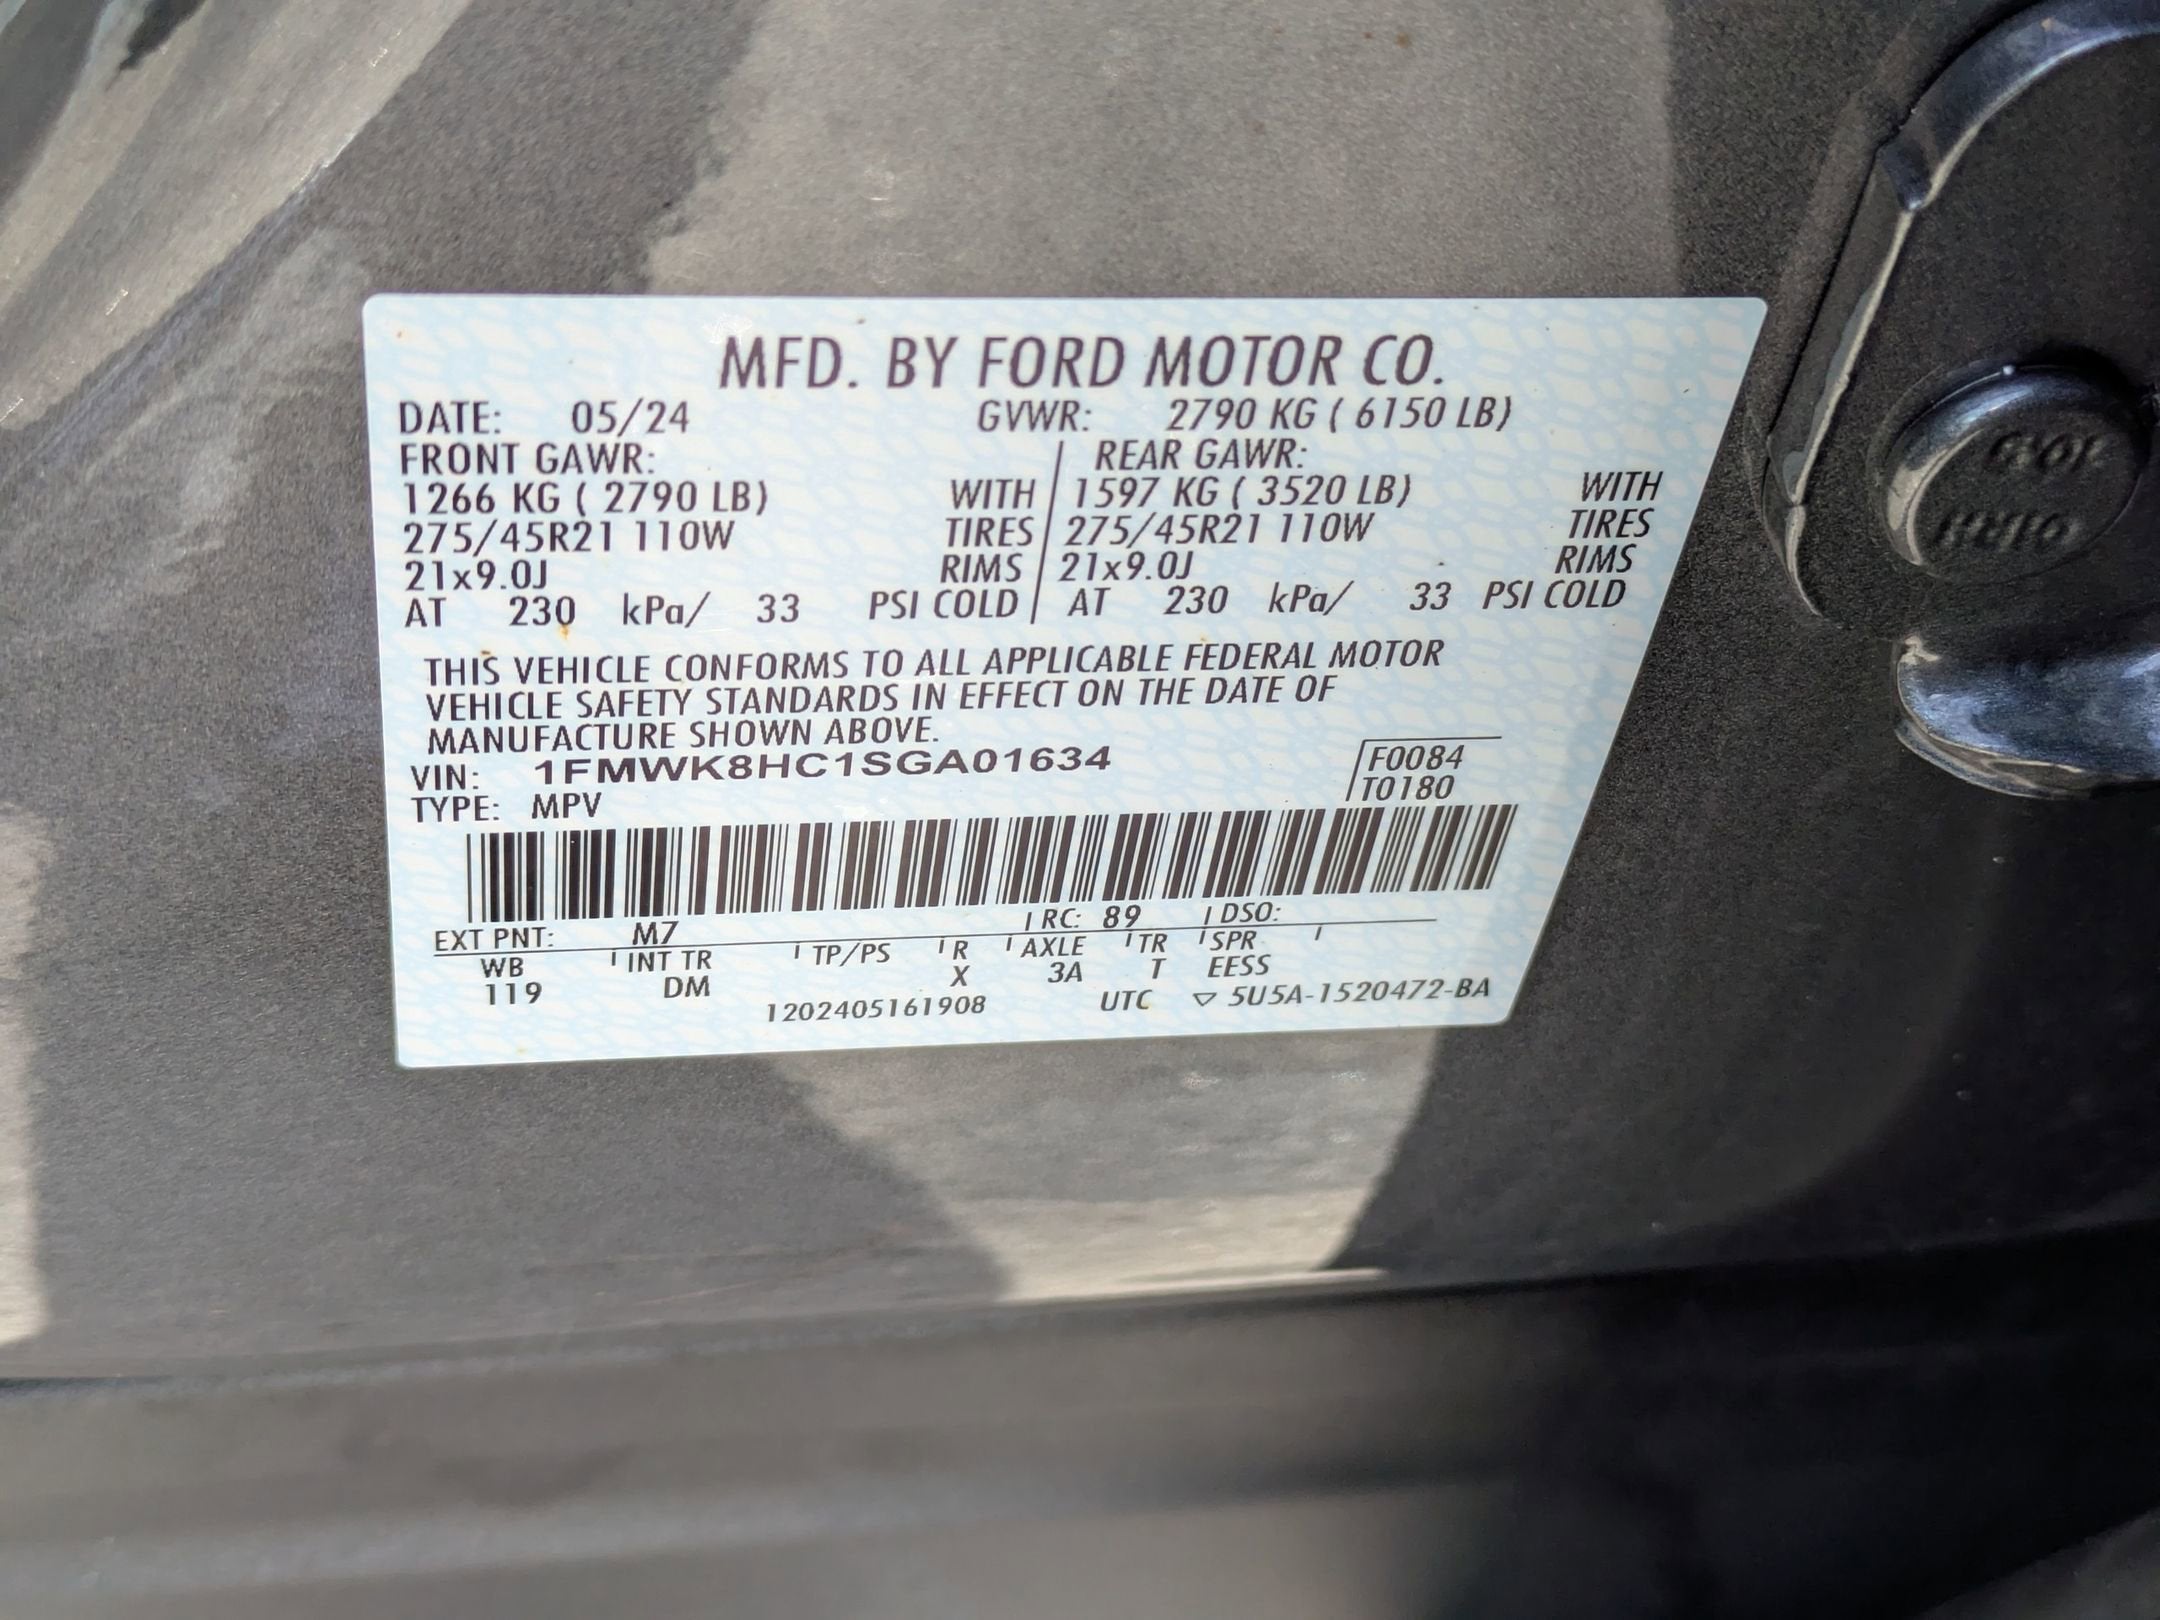 MFD. BY FORD MOTOR CO.
DATE: 05/24 GVWR: 2790 KG ( 6150 LB)
FRONT GAWR: REAR GAWR:
1266 KG ( 2790 LB) WITH 1597 KG ( 3520 LB) WITH
275/45R21 110W TIRES 275/45R21 110W TIRES
21x9.0J RIMS 21x9.0J RIMS
AT 230 kPa/ 33 PSI COLD AT 230 kPa/ 33 PSI COLD
THIS VEHICLE CONFORMS TO ALL APPLICABLE FEDERAL MOTOR
VEHICLE SAFETY STANDARDS IN EFFECT ON THE DATE OF
MANUFACTURE SHOWN ABOVE.
VIN: 1FMWK8HC1SGA01634 F0084
TYPE: MPV T0180
EXT PNT: M7 RC: 89 DSO:
WB INT TR TP/PS R AXLE TR SPR
119 DM X 3A T EESS
1202405161908 UTC ▽ 5U5A-1520472-BA